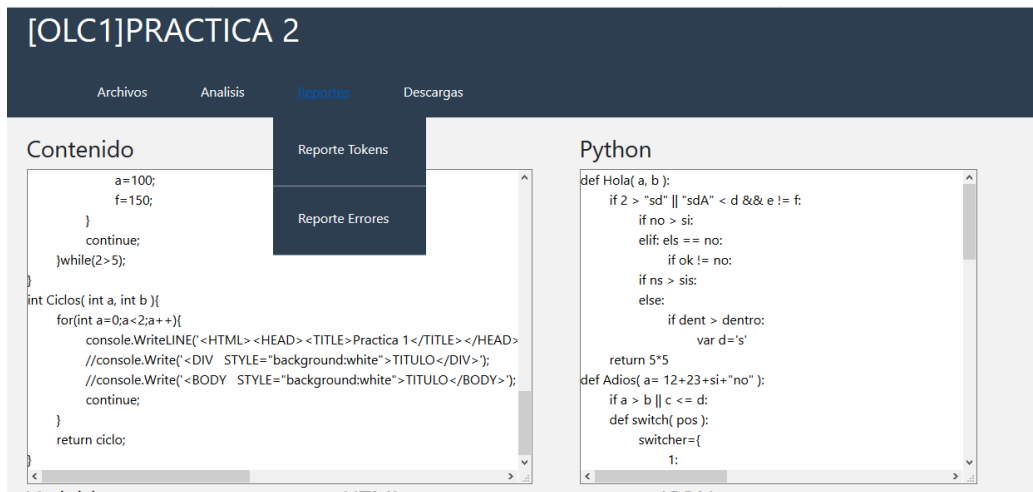 [OLC1]PRACTICA 2
Archivos Analisis Reportes Descargas
Reporte Tokens
Reporte Errores
Contenido
a=100;
f=150;
}
continue;
}while(2>5);
}
int Ciclos( int a, int b ){
for(int a=0;a<2;a++){
console.WriteLINE('<HTML><HEAD><TITLE>Practica 1</TITLE></HEAD>
//console.Write('<DIV STYLE="background:white">TITULO</DIV>');
//console.Write('<BODY STYLE="background:white">TITULO</BODY>');
continue;
}
return ciclo;
}
Python
def Hola( a, b ):
if 2 > "sd" || "sdA" < d && e != f:
if no > si:
elif: els == no:
if ok != no:
if ns > sis:
else:
if dent > dentro:
var d='s'
return 5*5
def Adios( a= 12+23+si+"no" ):
if a > b || c <= d:
def switch( pos ):
switcher={
1: